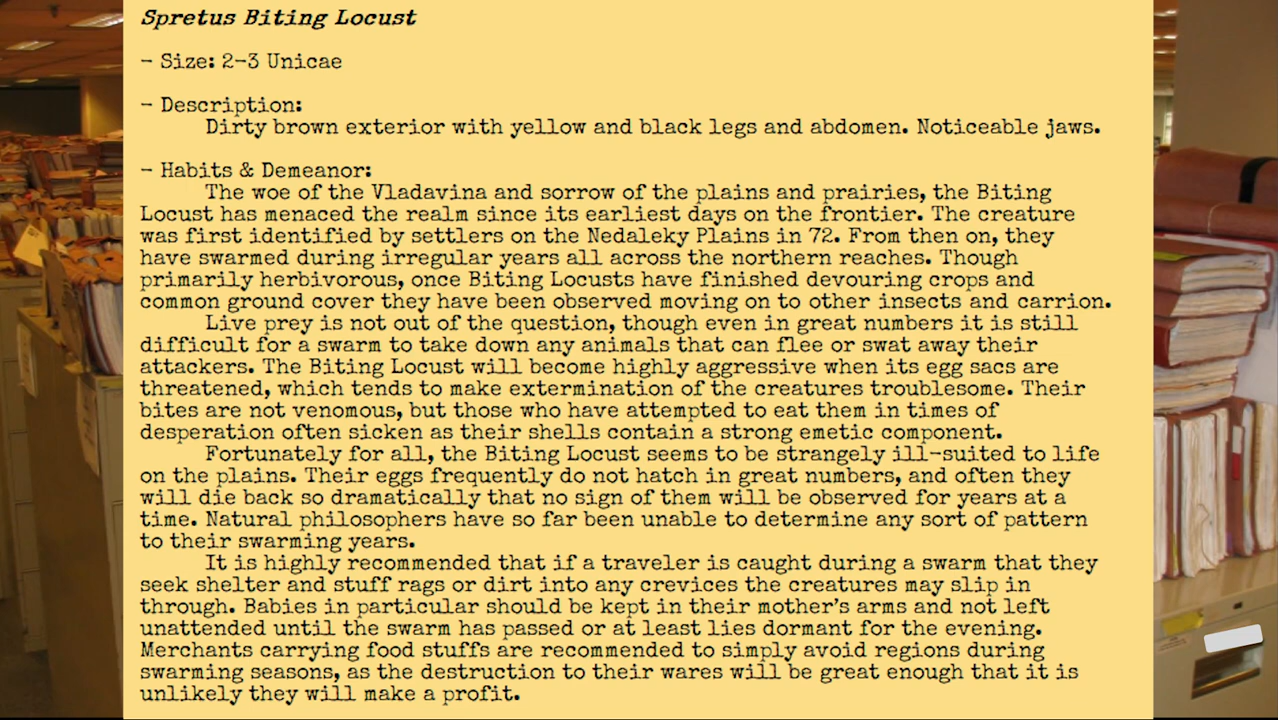 Spretus Biting Locust
- Size: 2-3 Unicae
- Description:
Dirty brown exterior with yellow and black legs and abdomen. Noticeable jaws.
- Habits & Demeanor:
The woe of the Vladavina and sorrow of the plains and prairies, the Biting
Locust has menaced the realm since its earliest days on the frontier. The creature
was first identified by settlers on the Nedaleky Plains in 72. From then on, they
have swarmed during irregular years all across the northern reaches. Though
primarily herbivorous, once Biting Locusts have finished devouring crops and
common ground cover they have been observed moving on to other insects and carrion.
Live prey is not out of the question, though even in great numbers it is still
difficult for a swarm to take down any animals that can flee or swat away their
attackers. The Biting Locust will become highly aggressive when its egg sacs are
threatened, which tends to make extermination of the creatures troublesome. Their
bites are not venomous, but those who have attempted to eat them in times of
desperation often sicken as their shells contain a strong emetic component.
Fortunately for all, the Biting Locust seems to be strangely ill-suited to life
on the plains. Their eggs frequently do not hatch in great numbers, and often they
will die back so dramatically that no sign of them will be observed for years at a
time. Natural philosophers have so far been unable to determine any sort of pattern
to their swarming years.
It is highly recommended that if a traveler is caught during a swarm that they
seek shelter and stuff rags or dirt into any crevices the creatures may slip in
through. Babies in particular should be kept in their mother's arms and not left
unattended until the swarm has passed or at least lies dormant for the evening.
Merchants carrying food stuffs are recommended to simply avoid regions during
swarming seasons, as the destruction to their wares will be great enough that it is
unlikely they will make a profit.